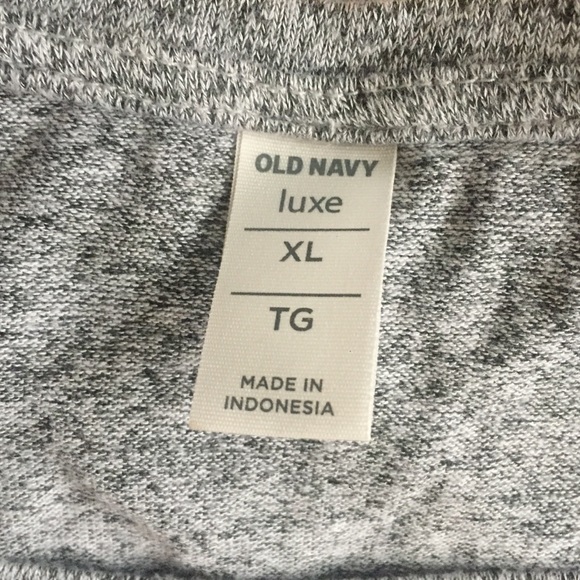 OLD NAVY
luxe
XL
TG
MADE IN
INDONESIA